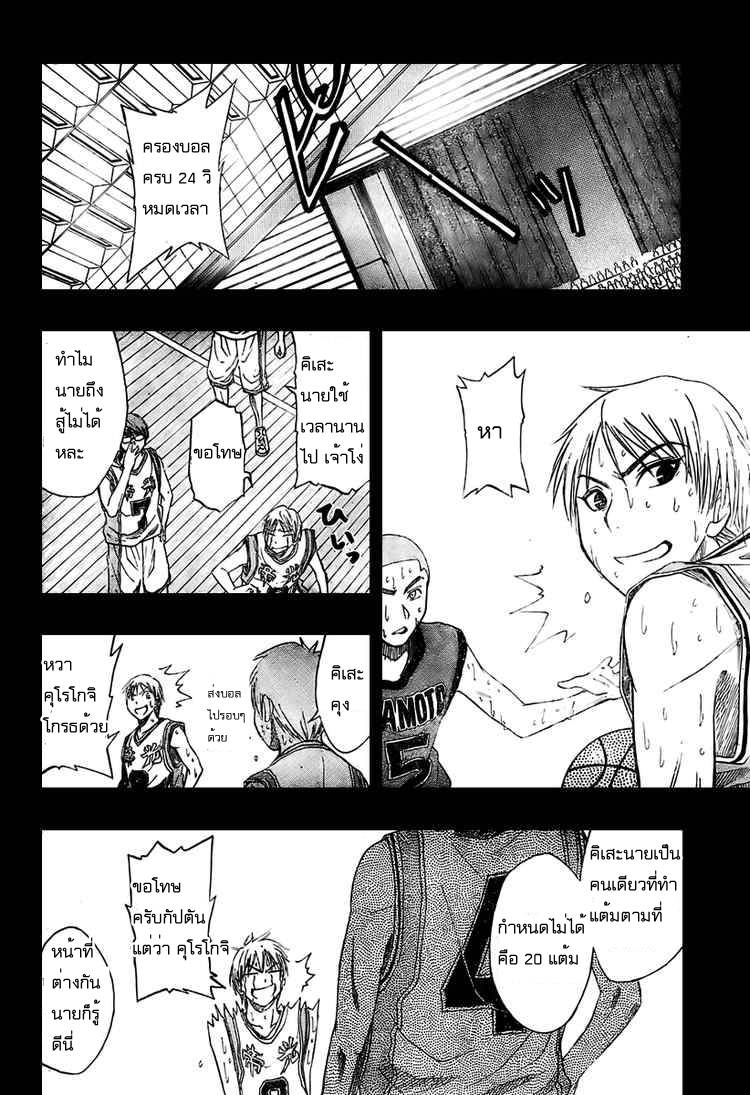 ครองบอล
ครบ 24 วิ
หมดเวลา
หา
AMOTO
5
คิเสะ
นายใช้
เวลานาน
ไป เจ้าโง่
ขอโทษ
ทำไม
นายถึง
สู้ไม่ได้
หละ
ひいっ
คิเสะ
คุง
ส่งบอล
ไปรอบๆ
ด้วย
หวา
คุโรโกจิ
โกรธด้วย
คิเสะนายเป็น
คนเดียวที่ทำ
แต้มตามที่
กำหนดไม่ได้
คือ 20 แต้ม
4
ขอโทษ
ครับกัปตัน
แต่ว่า คุโรโกจิ
หน้าที่
ต่างกัน
นายก็รู้
ดีนี่
帝光